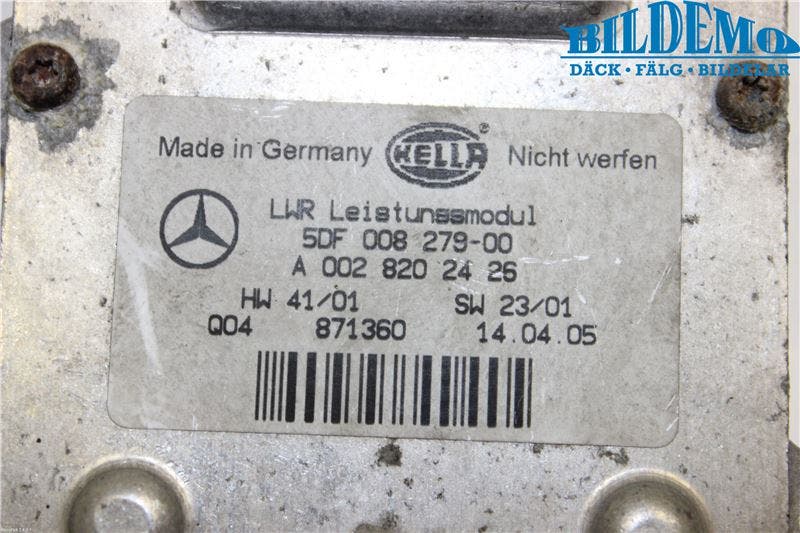 BILDEMO
DÄCK • FÄLG • BILDELAR
Made in Germany HELLA ® Nicht werfen
LWR Leistungsmodul
5DF 008 279-00
A 002 820 24 26
HW 41/01 SW 23/01
Q04 871360 14.04.05